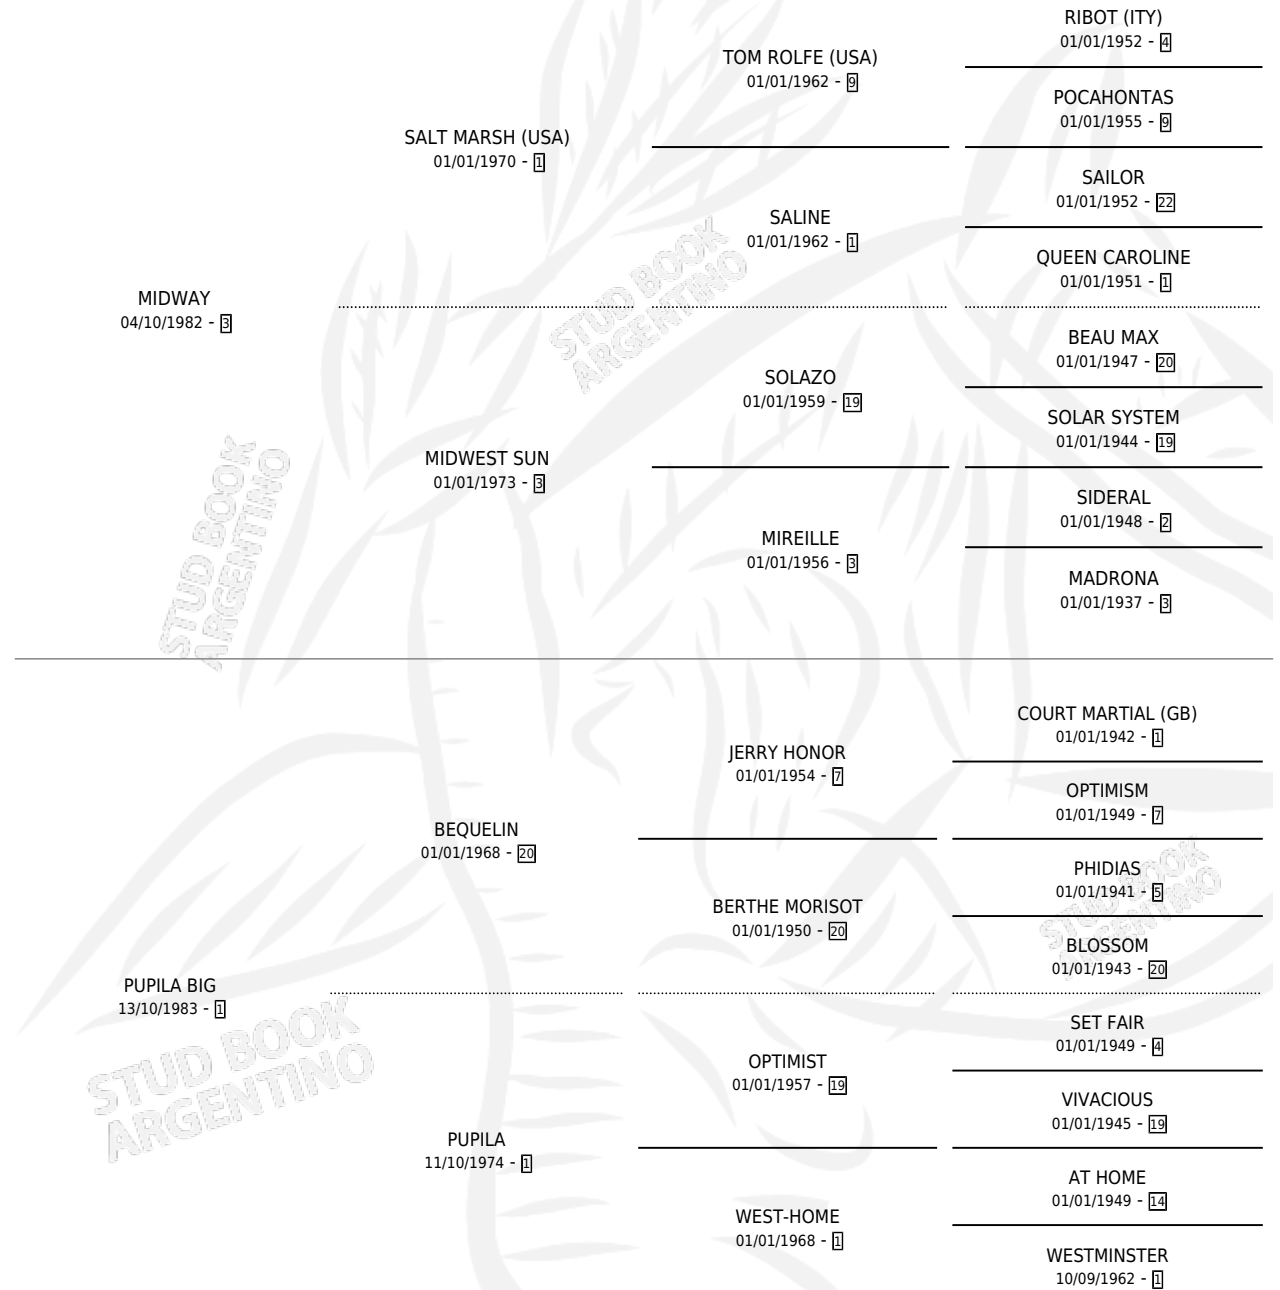 RIBOT (ITY)
01/01/1952 - 4
TOM ROLFE (USA)
01/01/1962 - 9
POCAHONTAS
01/01/1955 - 9
SALT MARSH (USA)
01/01/1970 - 1
SAILOR
01/01/1952 - 22
SALINE
01/01/1962 - 1
QUEEN CAROLINE
01/01/1951 - 1
MIDWAY
04/10/1982 - 3
BEAU MAX
01/01/1947 - 20
SOLAZO
01/01/1959 - 19
SOLAR SYSTEM
01/01/1944 - 19
MIDWEST SUN
01/01/1973 - 3
SIDERAL
01/01/1948 - 2
MIREILLE
01/01/1956 - 3
MADRONA
01/01/1937 - 3
STUD BOOK
ARGENTINO
STUD BOOK
ARGENTINO
COURT MARTIAL (GB)
01/01/1942 - 1
JERRY HONOR
01/01/1954 - 7
OPTIMISM
01/01/1949 - 7
BEQUELIN
01/01/1968 - 20
PHIDIAS
01/01/1941 - 5
BERTHE MORISOT
01/01/1950 - 20
BLOSSOM
01/01/1943 - 20
PUPILA BIG
13/10/1983 - 1
SET FAIR
01/01/1949 - 4
OPTIMIST
01/01/1957 - 19
VIVACIOUS
01/01/1945 - 19
PUPILA
11/10/1974 - 1
AT HOME
01/01/1949 - 14
WEST-HOME
01/01/1968 - 1
WESTMINSTER
10/09/1962 - 1
STUD BOOK
ARGENTINO
STUD BOOK
ARGENTINO